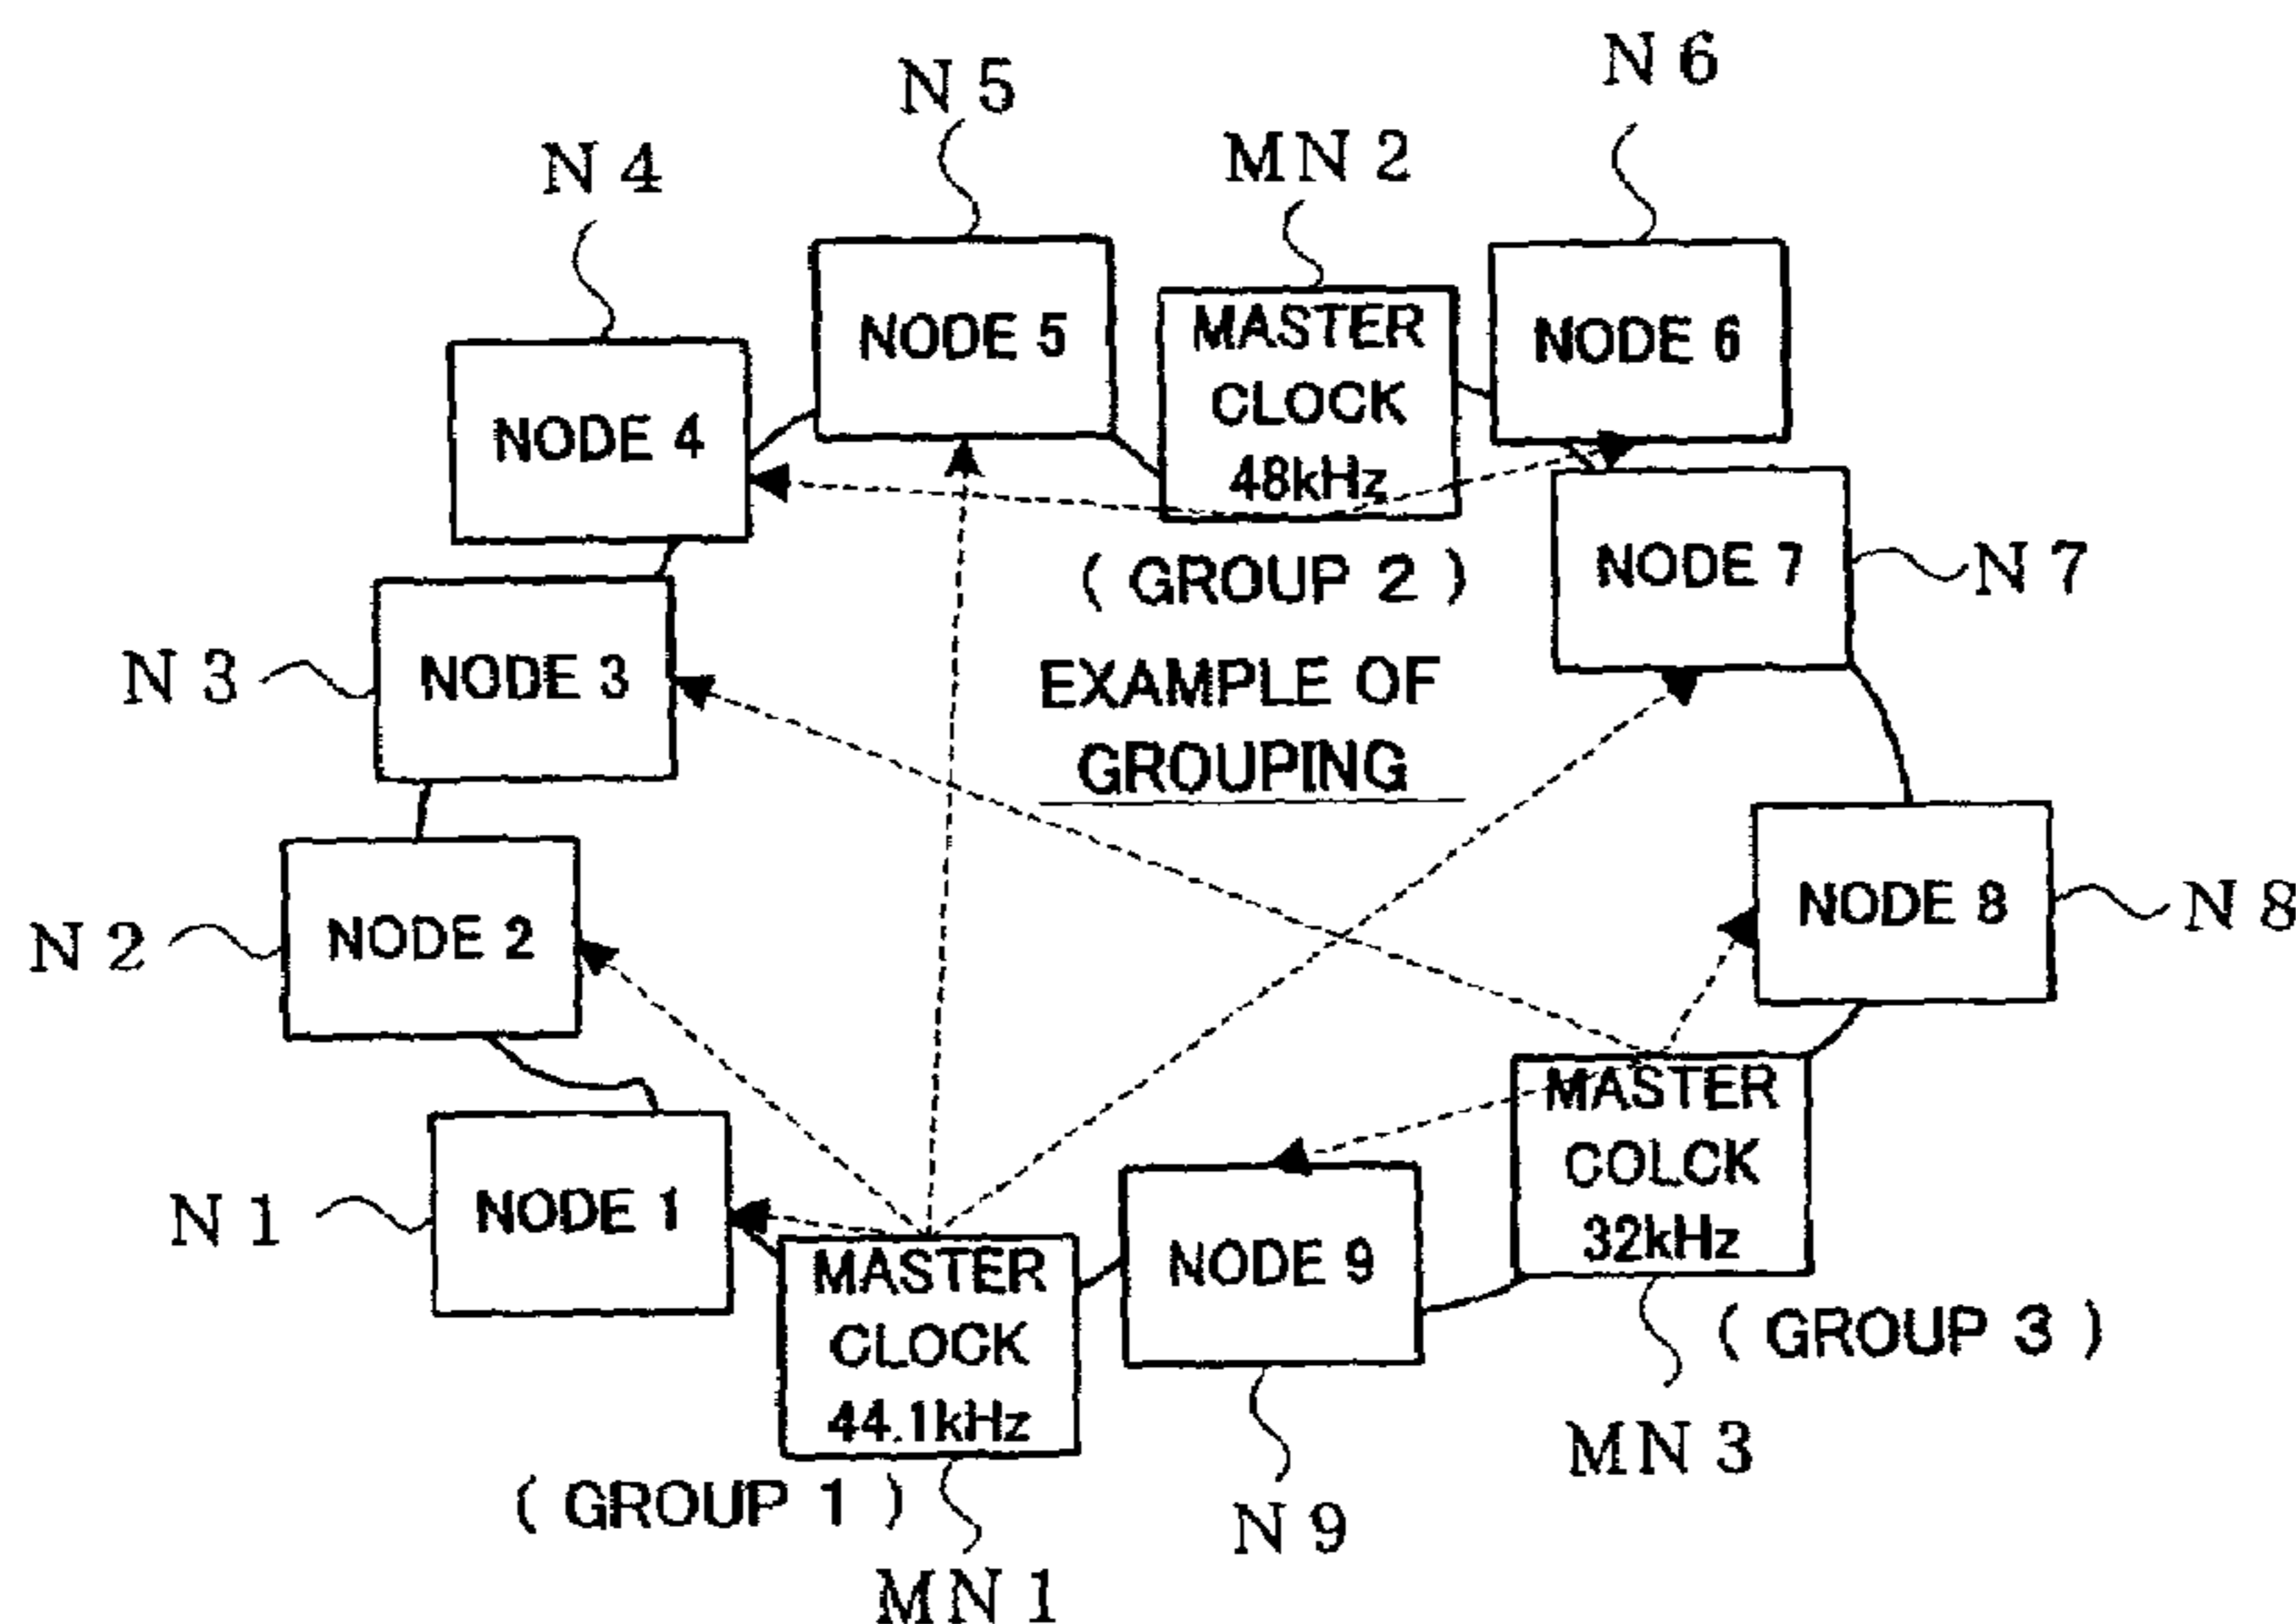 N 6
N 5
MN 2
N 4
MASTER
CLOCK
48kHz
NODE 5
NODE 6
NODE 4
( GROUP 2 )
NODE 7
N 7
EXAMPLE OF
GROUPING
N 3
NODE 3
NODE 8
N 8
N 2
NODE 2
MASTER
COLCK
32kHz
N 1
NODE 1
MASTER
CLOCK
44.1kHz
NODE 9
( GROUP 3 )
MN 3
( GROUP 1 )
N 9
MN 1